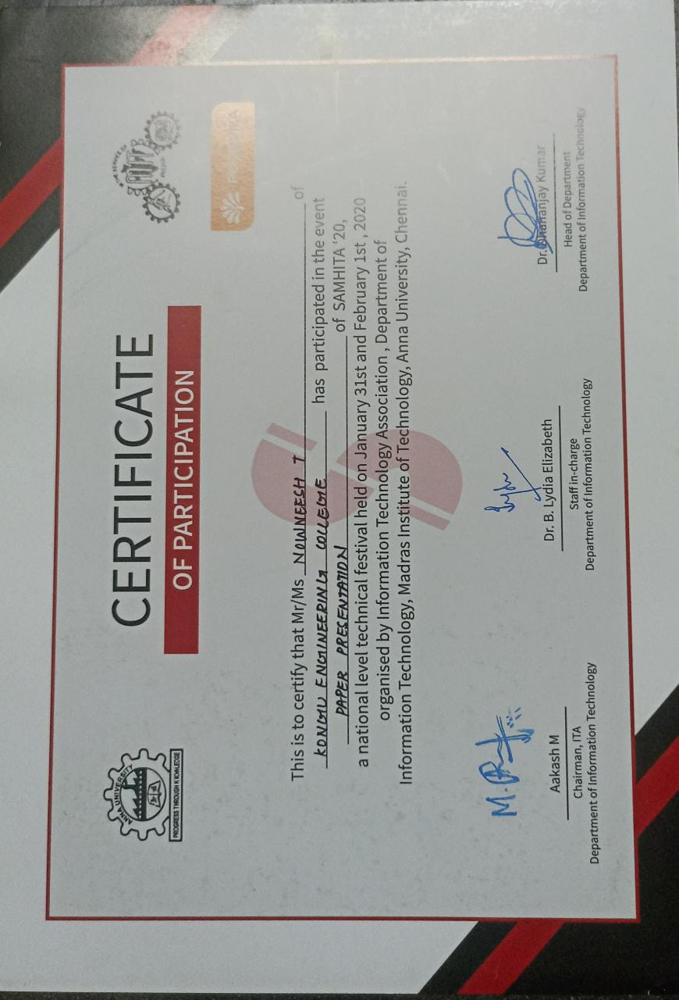 ANNA UNIVERSITY
PROGRESS THROUGH KNOWLEDGE
CERTIFICATE
OF PARTICIPATION
This is to certify that Mr/Ms NOWNEESH T of
KONGU ENGINEERING COLLEGE has participated in the event
PAPER PRESENTATION of SAMHITA '20,
a national level technical festival held on January 31st and February 1st , 2020
organised by Information Technology Association , Department of
Information Technology, Madras Institute of Technology, Anna University, Chennai.
Aakash M
Chairman, ITA
Department of Information Technology
Dr. B. Lydia Elizabeth
Staff in-charge
Department of Information Technology
Dr. Dhananjay Kumar
Head of Department
Department of Information Technology